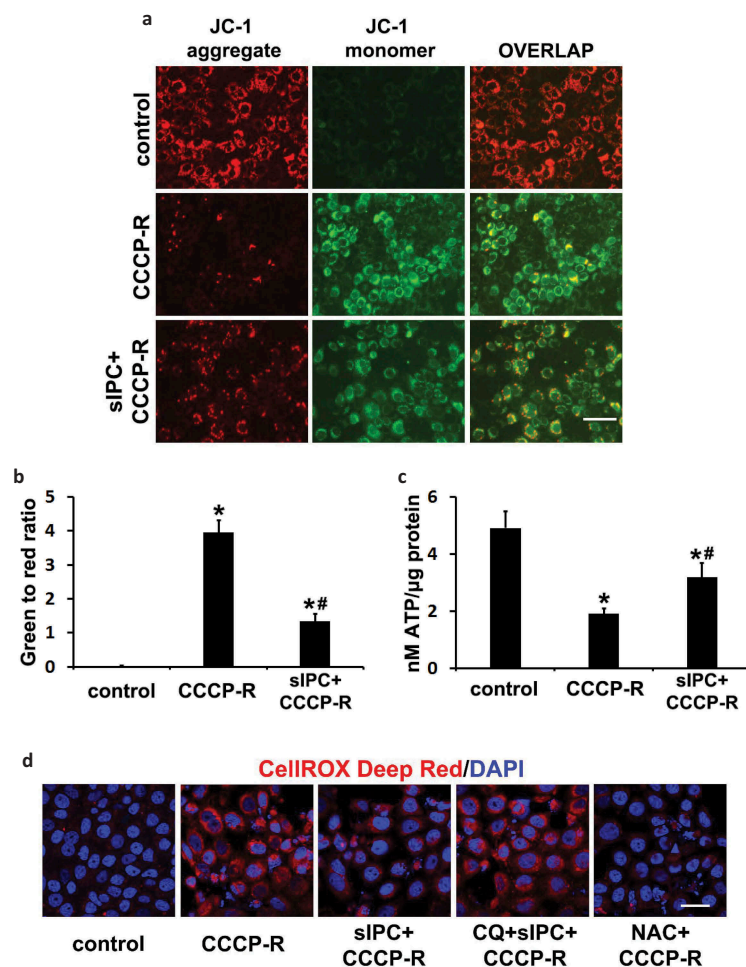 a
JC-1 aggregate
JC-1 monomer
OVERLAP
control
CCCP-R
sIPC+
CCCP-R
b
Green to red ratio
5
4
3
2
1
0
*
*#
control
CCCP-R
sIPC+
CCCP-R
c
nM ATP/µg protein
6
4
2
0
*
*#
control
CCCP-R
sIPC+
CCCP-R
d
CellROX Deep Red/DAPI
control
CCCP-R
sIPC+
CCCP-R
CQ+sIPC+
CCCP-R
NAC+
CCCP-R